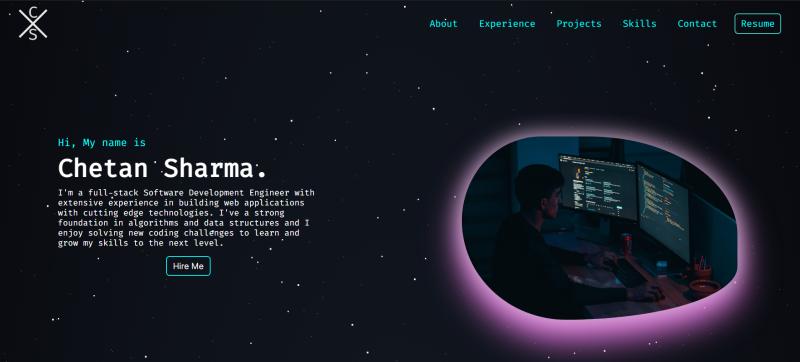 C
S
About Experience Projects Skills Contact Resume
Hi, My name is
Chetan Sharma.
I'm a full-stack Software Development Engineer with
extensive experience in building web applications
with cutting edge technologies. I've a strong
foundation in algorithms and data structures and I
enjoy solving new coding challenges to learn and
grow my skills to the next level.
Hire Me